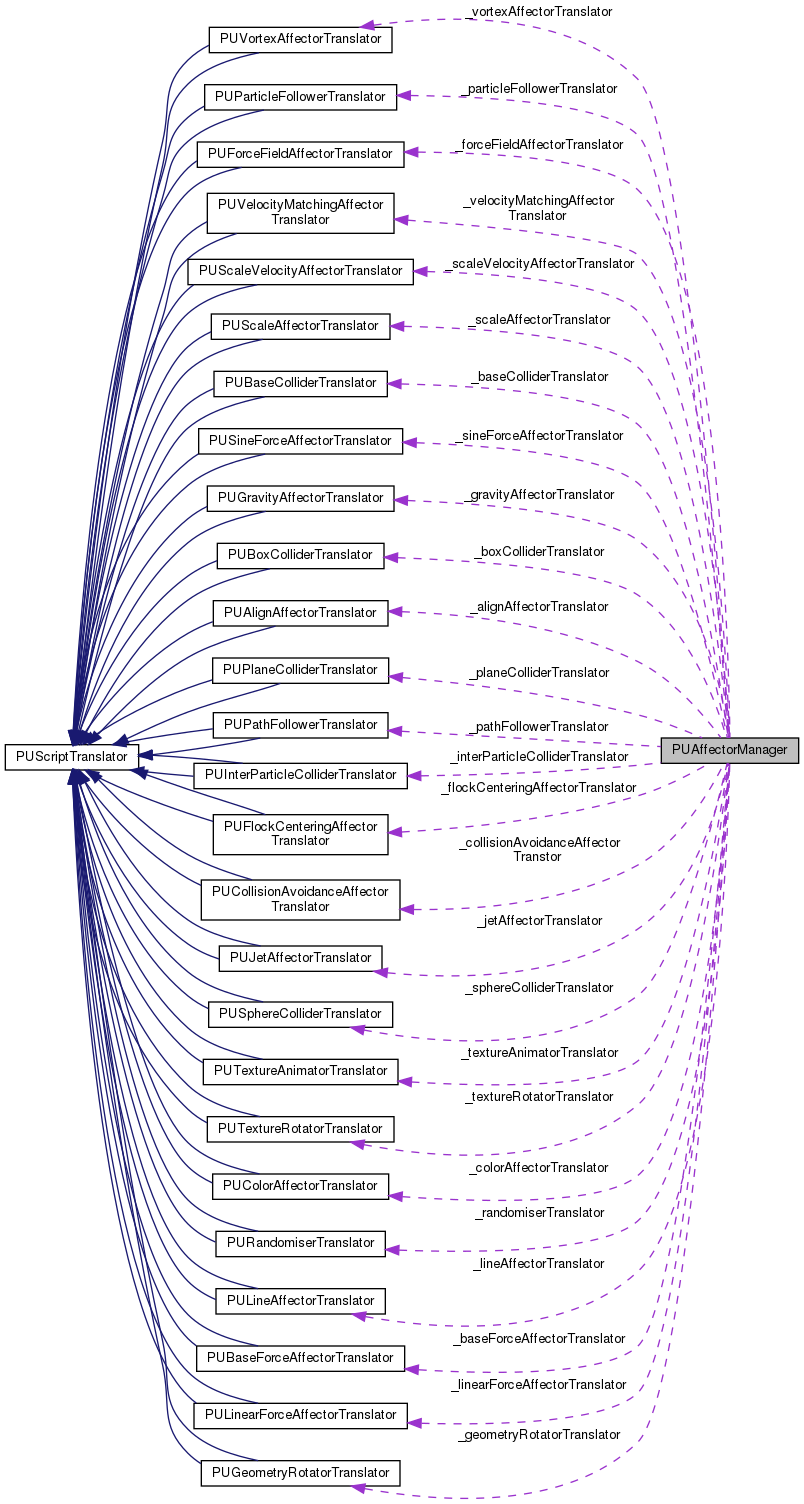 _vortexAffectorTranslator
PUVortexAffectorTranslator
_particleFollowerTranslator
PUParticleFollowerTranslator
_forceFieldAffectorTranslator
PUForceFieldAffectorTranslator
_velocityMatchingAffector
Translator
PUVelocityMatchingAffector
Translator
_scaleVelocityAffectorTranslator
PUScaleVelocityAffectorTranslator
_scaleAffectorTranslator
PUScaleAffectorTranslator
_baseColliderTranslator
PUBaseColliderTranslator
_sineForceAffectorTranslator
PUSineForceAffectorTranslator
_gravityAffectorTranslator
PUGravityAffectorTranslator
_boxColliderTranslator
PUBoxColliderTranslator
_alignAffectorTranslator
PUAlignAffectorTranslator
_planeColliderTranslator
PUPlaneColliderTranslator
_pathFollowerTranslator
PUPathFollowerTranslator
PUScriptTranslator
PUAffectorManager
_interParticleColliderTranslator
PUInterParticleColliderTranslator
_flockCenteringAffectorTranslator
PUFlockCenteringAffector
Translator
_collisionAvoidanceAffector
Transtor
PUCollisionAvoidanceAffector
Translator
_jetAffectorTranslator
PUJetAffectorTranslator
_sphereColliderTranslator
PUSphereColliderTranslator
_textureAnimatorTranslator
PUTextureAnimatorTranslator
_textureRotatorTranslator
PUTextureRotatorTranslator
_colorAffectorTranslator
PUColorAffectorTranslator
_randomiserTranslator
PURandomiserTranslator
_lineAffectorTranslator
PULineAffectorTranslator
_baseForceAffectorTranslator
PUBaseForceAffectorTranslator
_linearForceAffectorTranslator
PULinearForceAffectorTranslator
_geometryRotatorTranslator
PUGeometryRotatorTranslator